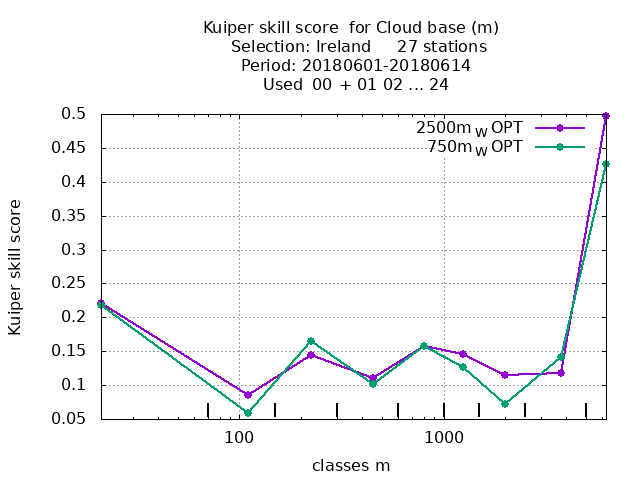 Kuiper skill score  for Cloud base (m)
Selection: Ireland     27 stations
Period: 20180601-20180614
Used  00 + 01 02 ... 24
2500m W OPT
750m W OPT
0.5
0.45
0.4
0.35
0.3
0.25
0.2
0.15
0.1
0.05
Kuiper skill score
100
1000
classes m